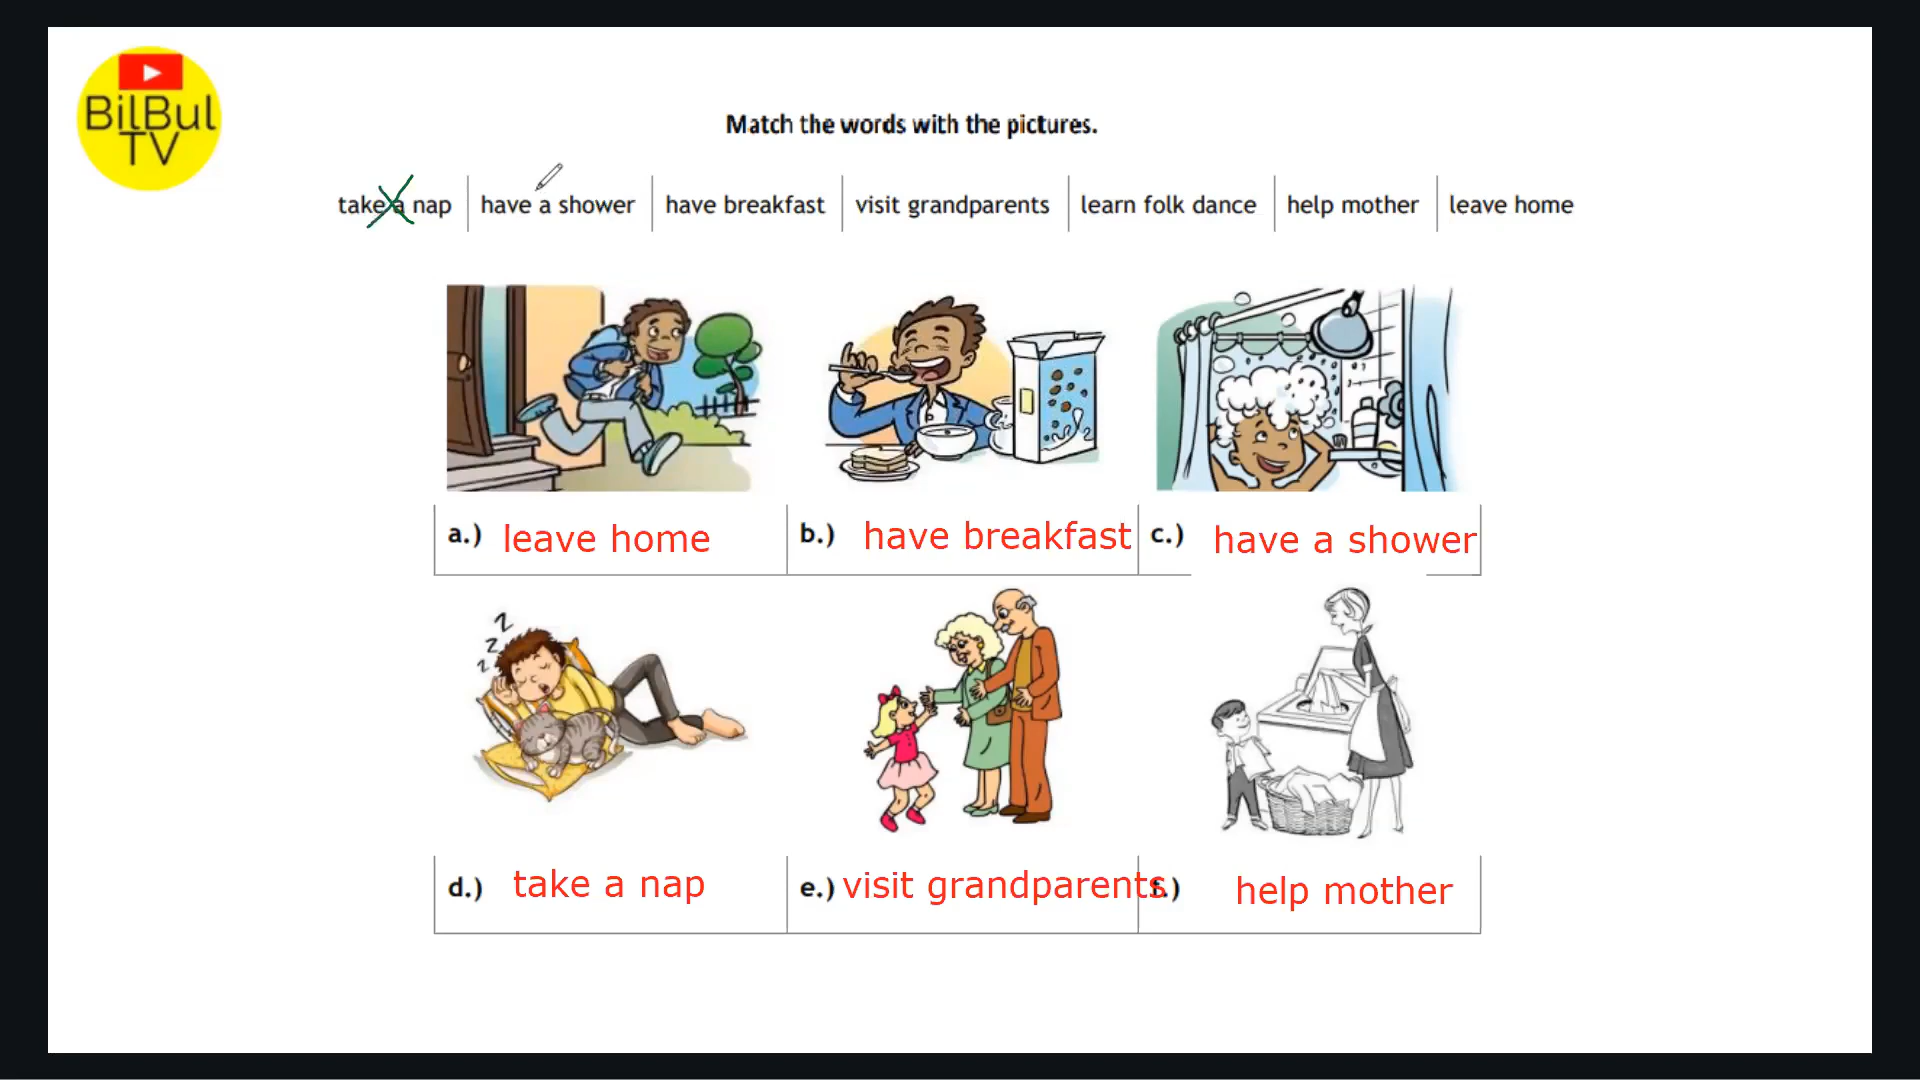 BilBul
TV
Match the words with the pictures.
take a nap have a shower have breakfast visit grandparents learn folk dance help mother leave home
a.) leave home b.) have breakfast c.) have a shower
z
z
z
d.) take a nap e.) visit grandparents f.) help mother